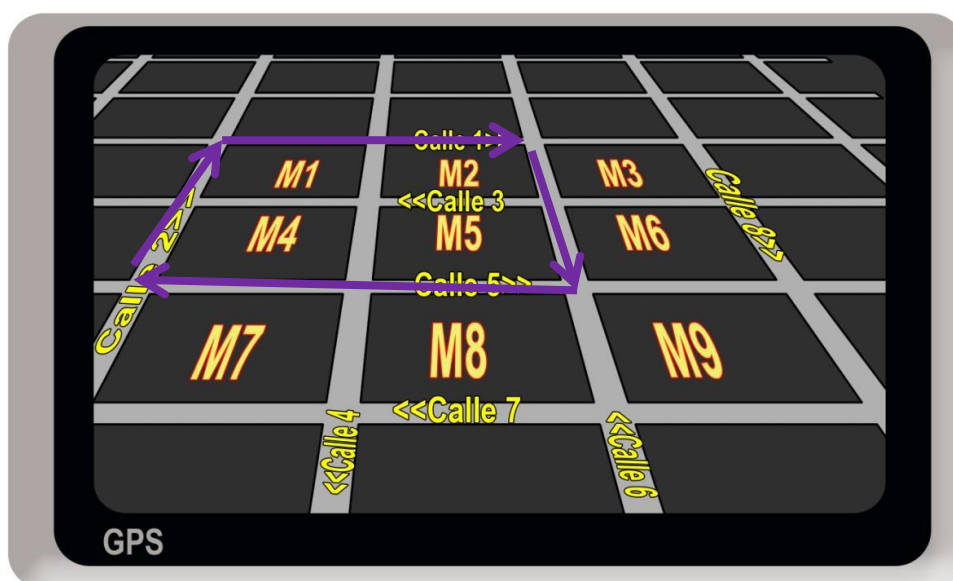 Calle 1>>
M1 M2 M3
<<Calle 3
Calle 2>>
Calle 8>>
M4 M5 M6
Calle 5>>
M7 M8 M9
<<Calle 7
<<Calle 4
<<Calle 6
GPS